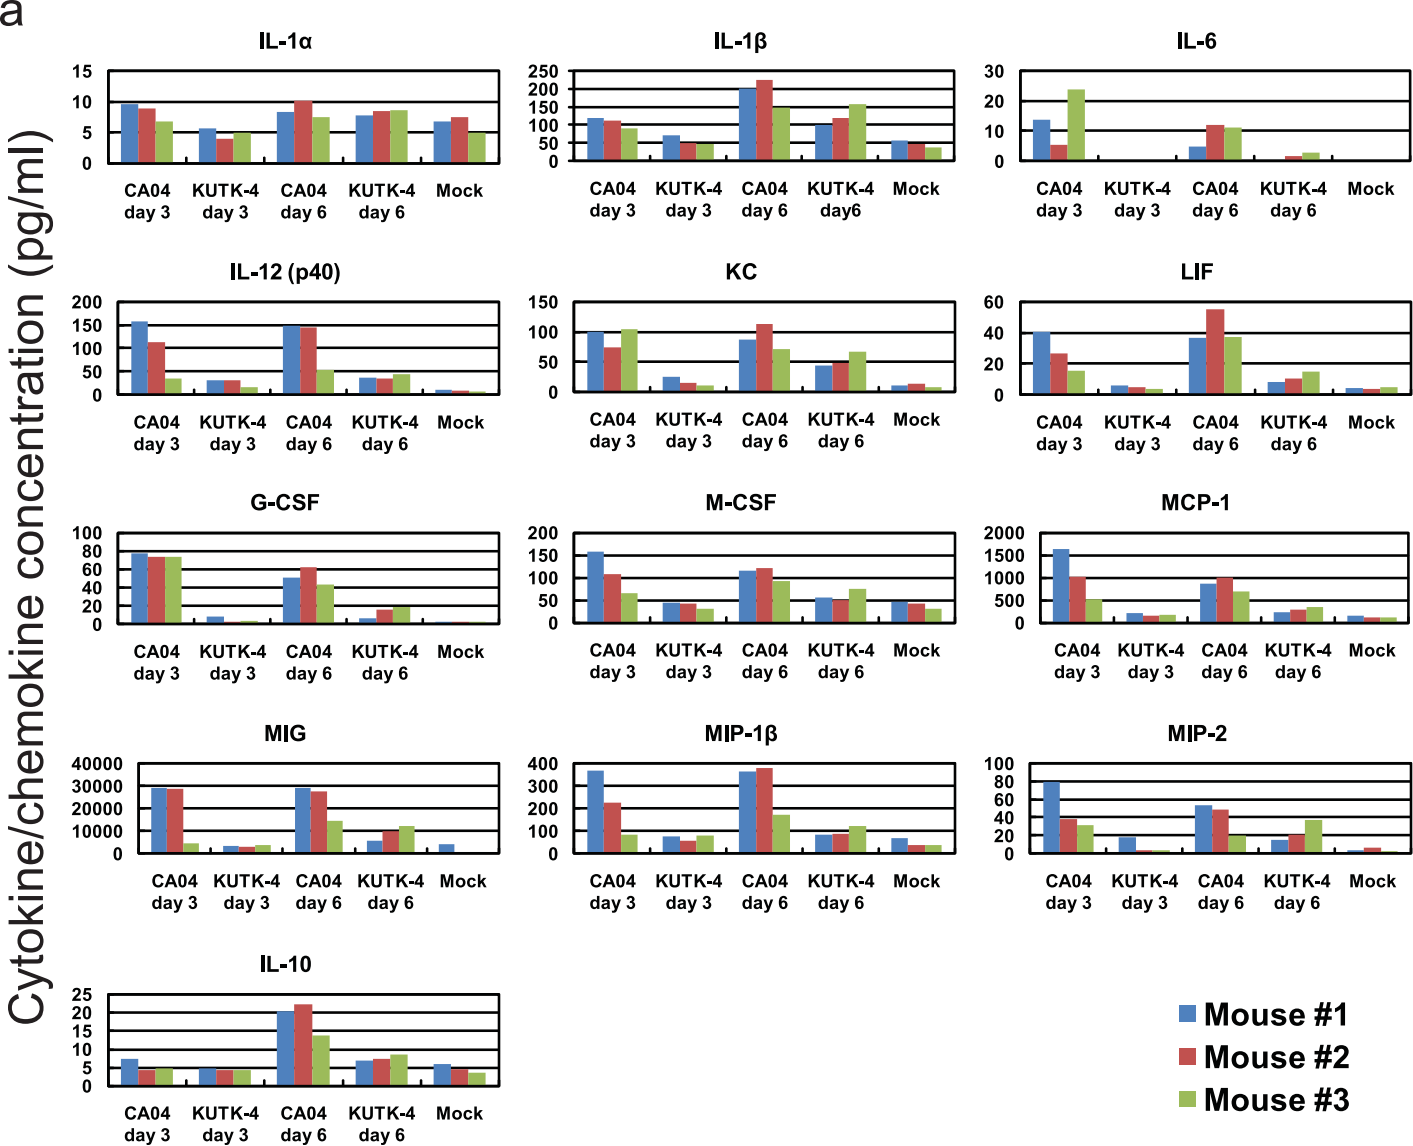 a
Cytokine/chemokine concentration (pg/ml)
IL-1α
15
10
5
0
CA04 KUTK-4 CA04 KUTK-4 Mock
day 3 day 3 day 6 day 6
IL-1β
250
200
150
100
50
0
CA04 KUTK-4 CA04 KUTK-4 Mock
day 3 day 3 day 6 day6
IL-6
30
20
10
0
CA04 KUTK-4 CA04 KUTK-4 Mock
day 3 day 3 day 6 day 6
IL-12 (p40)
200
150
100
50
0
CA04 KUTK-4 CA04 KUTK-4 Mock
day 3 day 3 day 6 day 6
KC
150
100
50
0
CA04 KUTK-4 CA04 KUTK-4 Mock
day 3 day 3 day 6 day 6
LIF
60
40
20
0
CA04 KUTK-4 CA04 KUTK-4 Mock
day 3 day 3 day 6 day 6
G-CSF
100
80
60
40
20
0
CA04 KUTK-4 CA04 KUTK-4 Mock
day 3 day 3 day 6 day 6
M-CSF
200
150
100
50
0
CA04 KUTK-4 CA04 KUTK-4 Mock
day 3 day 3 day 6 day 6
MCP-1
2000
1500
1000
500
0
CA04 KUTK-4 CA04 KUTK-4 Mock
day 3 day 3 day 6 day 6
MIG
40000
30000
20000
10000
0
CA04 KUTK-4 CA04 KUTK-4 Mock
day 3 day 3 day 6 day 6
MIP-1β
400
300
200
100
0
CA04 KUTK-4 CA04 KUTK-4 Mock
day 3 day 3 day 6 day 6
MIP-2
100
80
60
40
20
0
CA04 KUTK-4 CA04 KUTK-4 Mock
day 3 day 3 day 6 day 6
IL-10
25
20
15
10
5
0
CA04 KUTK-4 CA04 KUTK-4 Mock
day 3 day 3 day 6 day 6
Mouse #1
Mouse #2
Mouse #3